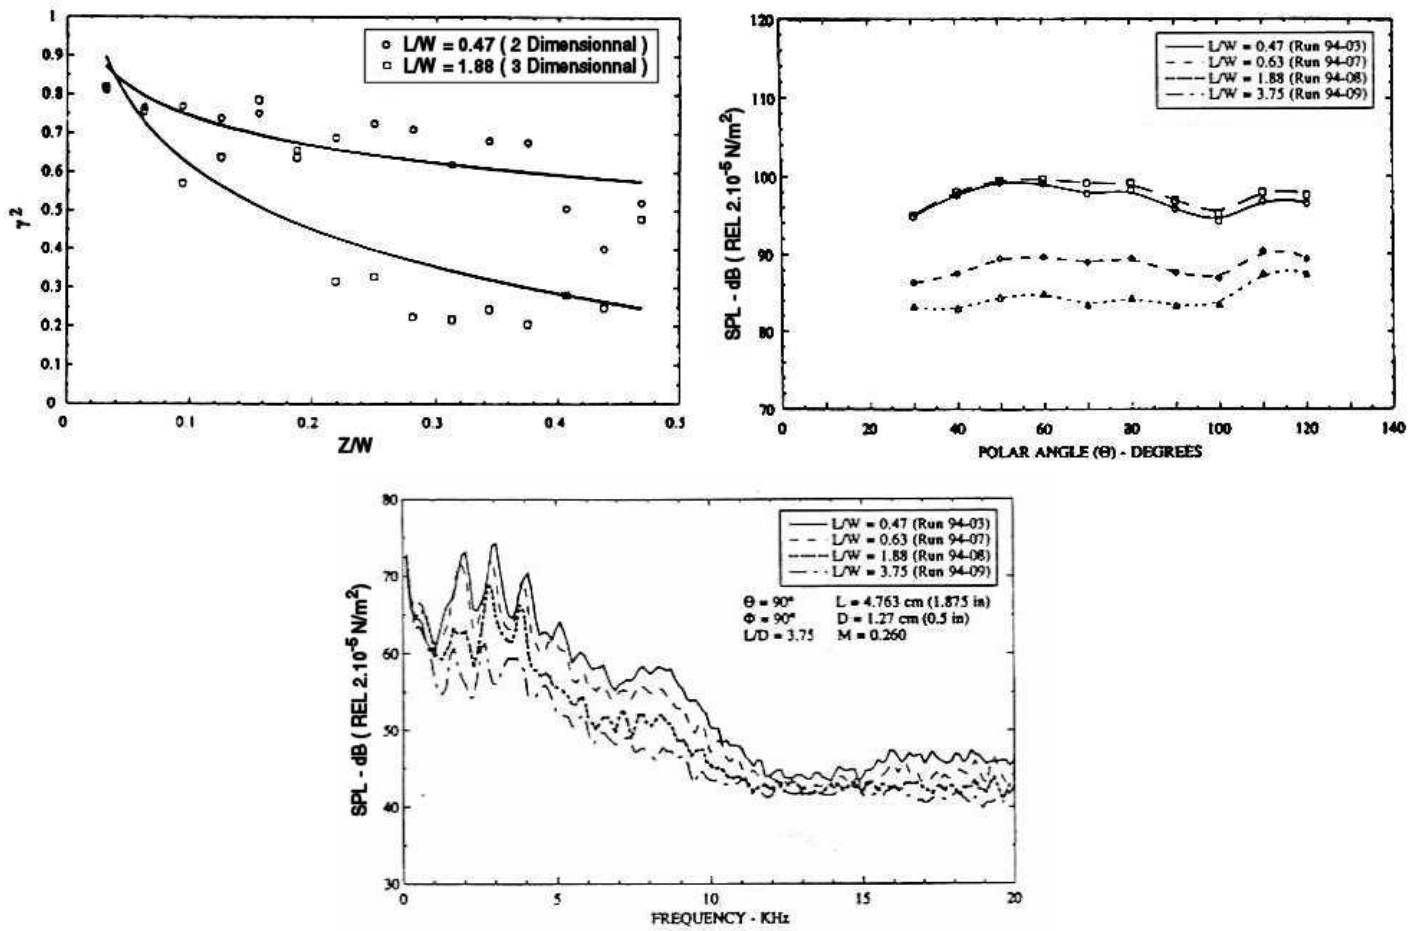 1
0.9
0.8
0.7
0.6
0.5
0.4
0.3
0.2
0.1
0
γ²
0 0.1 0.2 0.3 0.4 0.5
Z/W
L/W = 0.47 ( 2 Dimensionnal )
L/W = 1.88 ( 3 Dimensionnal )
120
110
100
90
80
70
SPL - dB ( REL 2.10⁻⁵ N/m²)
0 20 40 60 80 100 120 140
POLAR ANGLE (Θ) - DEGREES
L/W = 0.47 (Run 94-03)
L/W = 0.63 (Run 94-07)
L/W = 1.88 (Run 94-08)
L/W = 3.75 (Run 94-09)
80
70
60
50
40
30
SPL - dB ( REL 2.10⁻⁵ N/m²)
L/W = 0.47 (Run 94-03)
L/W = 0.63 (Run 94-07)
L/W = 1.88 (Run 94-08)
L/W = 3.75 (Run 94-09)
Θ = 90° L = 4.763 cm (1.875 in)
Φ = 90° D = 1.27 cm (0.5 in)
L/D = 3.75 M = 0.260
0 5 10 15 20
FREQUENCY - KHz